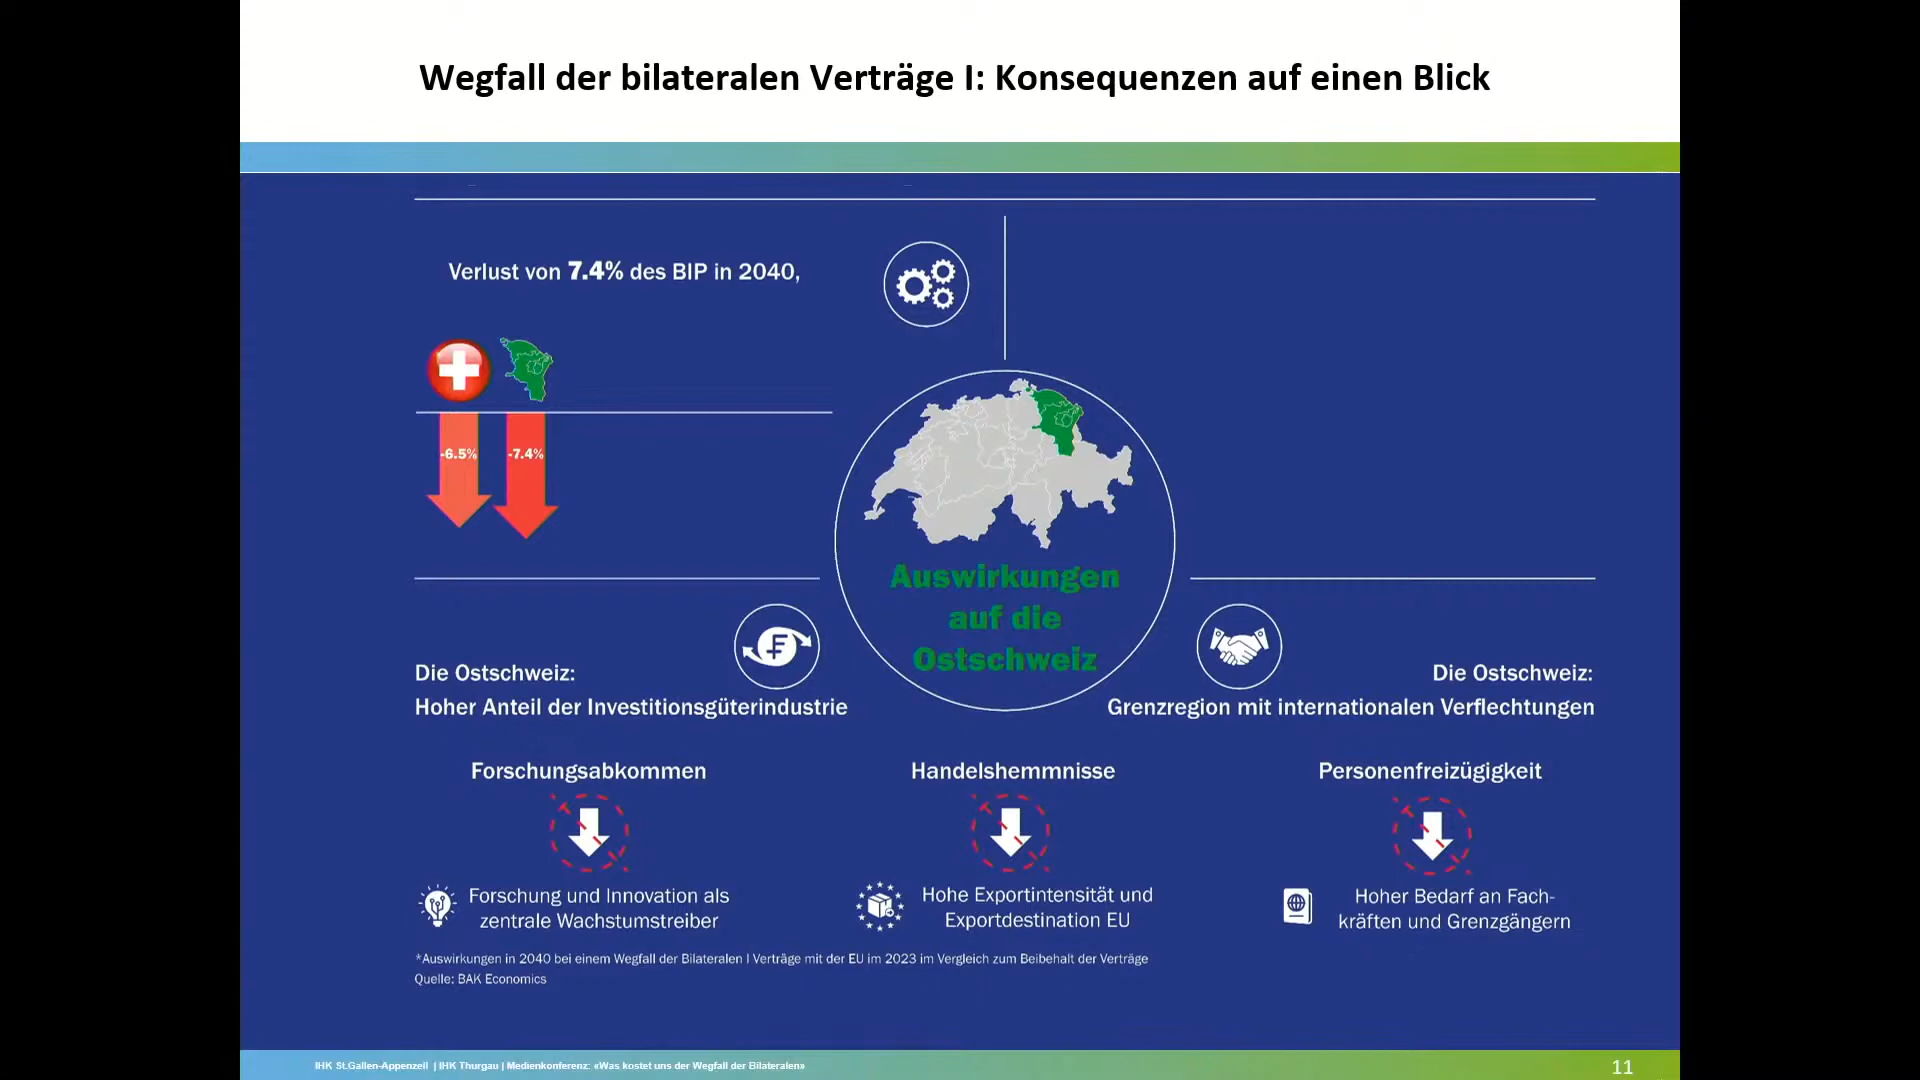 Wegfall der bilateralen Verträge I: Konsequenzen auf einen Blick
Verlust von 7.4% des BIP in 2040,
-6.5%
-7.4%
Auswirkungen
auf die
Ostschweiz
Die Ostschweiz:
Hoher Anteil der Investitionsgüterindustrie
Die Ostschweiz:
Grenzregion mit internationalen Verflechtungen
Forschungsabkommen
Forschung und Innovation als
zentrale Wachstumstreiber
Handelshemmnisse
Hohe Exportintensität und
Exportdestination EU
Personenfreizügigkeit
Hoher Bedarf an Fach-
kräften und Grenzgängern
*Auswirkungen in 2040 bei einem Wegfall der Bilateralen I Verträge mit der EU im 2023 im Vergleich zum Beibehalt der Verträge
Quelle: BAK Economics
IHK St.Gallen-Appenzell | IHK Thurgau | Medienkonferenz: «Was kostet uns der Wegfall der Bilateralen»
11